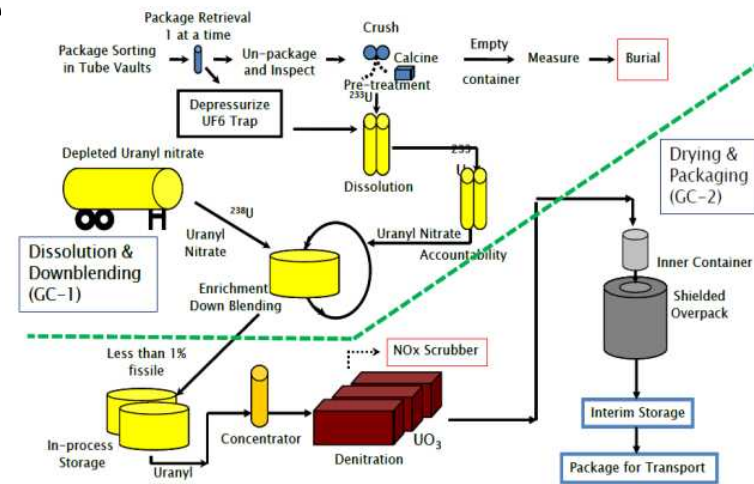 Package Retrieval
1 at a time
Crush
Package Sorting
in Tube Vaults
Un-package
and Inspect
Calcine
Pre-treatment
Empty
container
Measure
Burial
²³³U
Depressurize
UF6 Trap
Depleted Uranyl nitrate
Dissolution
233
U
Drying &
Packaging
(GC-2)
²³⁸U
Uranyl
Nitrate
Uranyl Nitrate
Accountability
Dissolution &
Downblending
(GC-1)
Enrichment
Down Blending
Inner Container
Shielded
Overpack
Less than 1%
fissile
NOx Scrubber
In-process
Storage
Uranyl
Concentrator
UO₃
Denitration
Interim Storage
Package for Transport